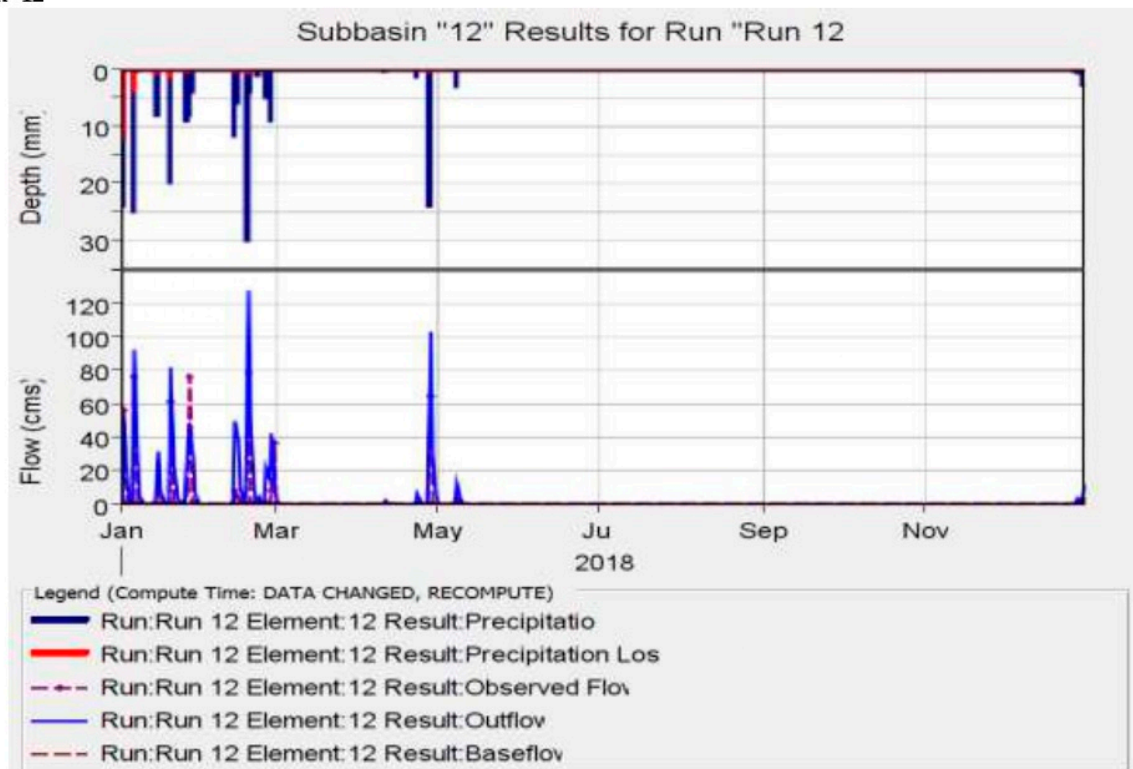 Subbasin "12" Results for Run "Run 12
Depth (mm)
0
10
20
30
Flow (cms)
120
100
80
60
40
20
0
Jan Mar May Ju Sep Nov
2018
Legend (Compute Time: DATA CHANGED, RECOMPUTE)
Run:Run 12 Element:12 Result:Precipitatio
Run:Run 12 Element:12 Result:Precipitation Los
Run:Run 12 Element:12 Result:Observed Flov
Run:Run 12 Element:12 Result:Outflow
Run:Run 12 Element:12 Result:Baseflov